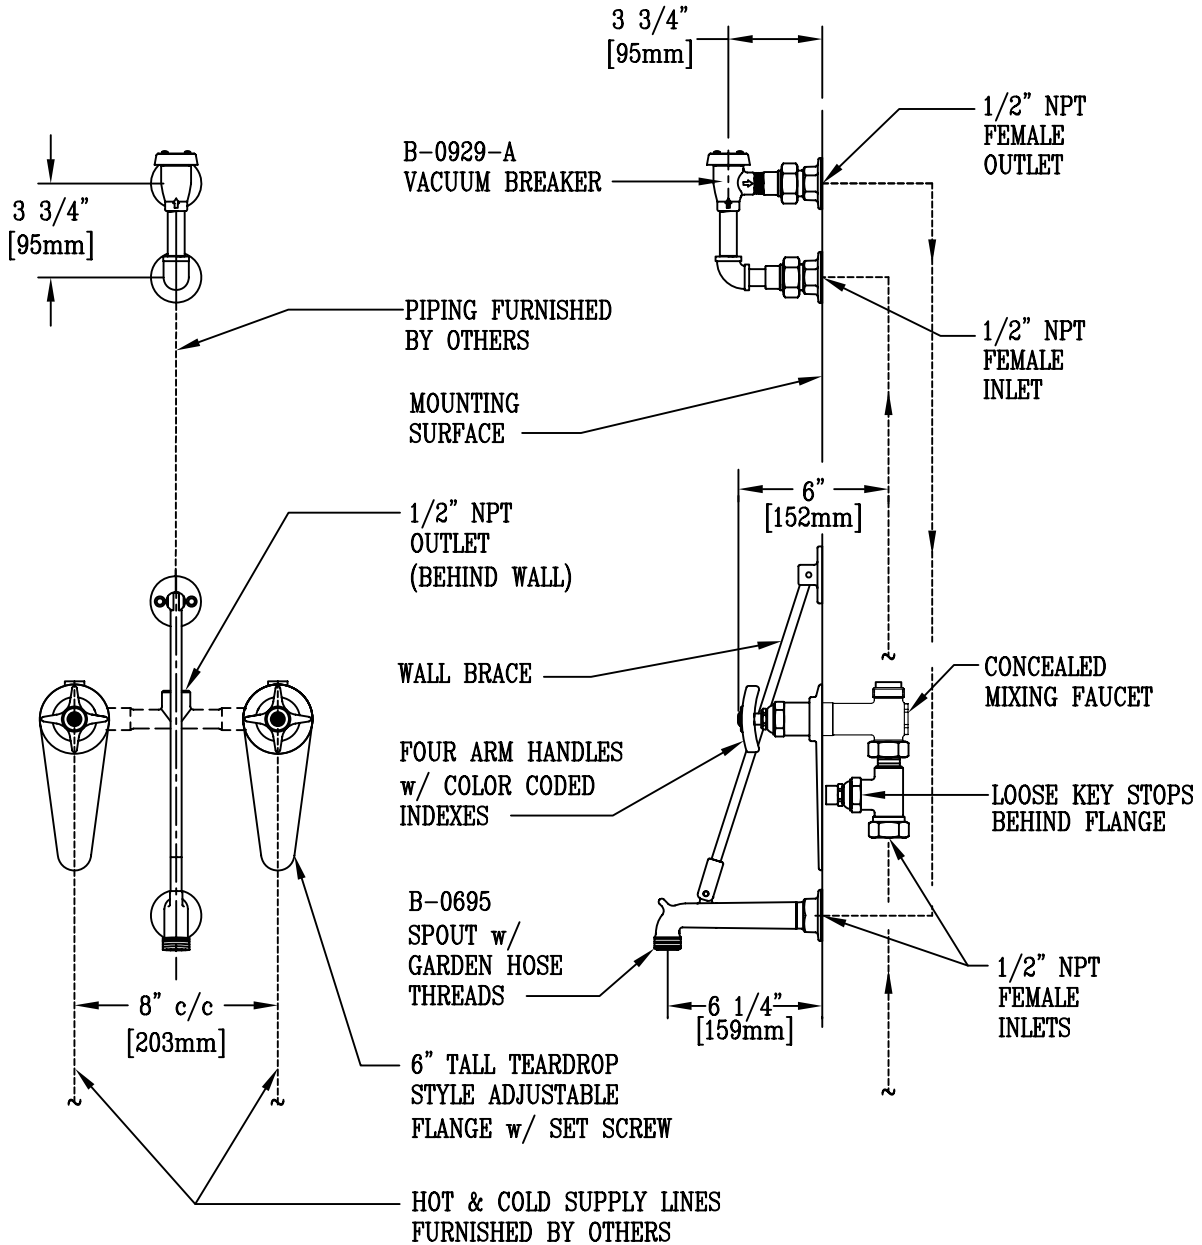 3 3/4"
[95mm]
1/2" NPT
FEMALE
OUTLET
B-0929-A
VACUUM BREAKER
3 3/4"
[95mm]
PIPING FURNISHED
BY OTHERS
1/2" NPT
FEMALE
INLET
MOUNTING
SURFACE
6"
[152mm]
1/2" NPT
OUTLET
(BEHIND WALL)
WALL BRACE
CONCEALED
MIXING FAUCET
FOUR ARM HANDLES
w/ COLOR CODED
INDEXES
LOOSE KEY STOPS
BEHIND FLANGE
B-0695
SPOUT w/
GARDEN HOSE
THREADS
1/2" NPT
FEMALE
INLETS
8" c/c
[203mm]
6 1/4"
[159mm]
6" TALL TEARDROP
STYLE ADJUSTABLE
FLANGE w/ SET SCREW
HOT & COLD SUPPLY LINES
FURNISHED BY OTHERS